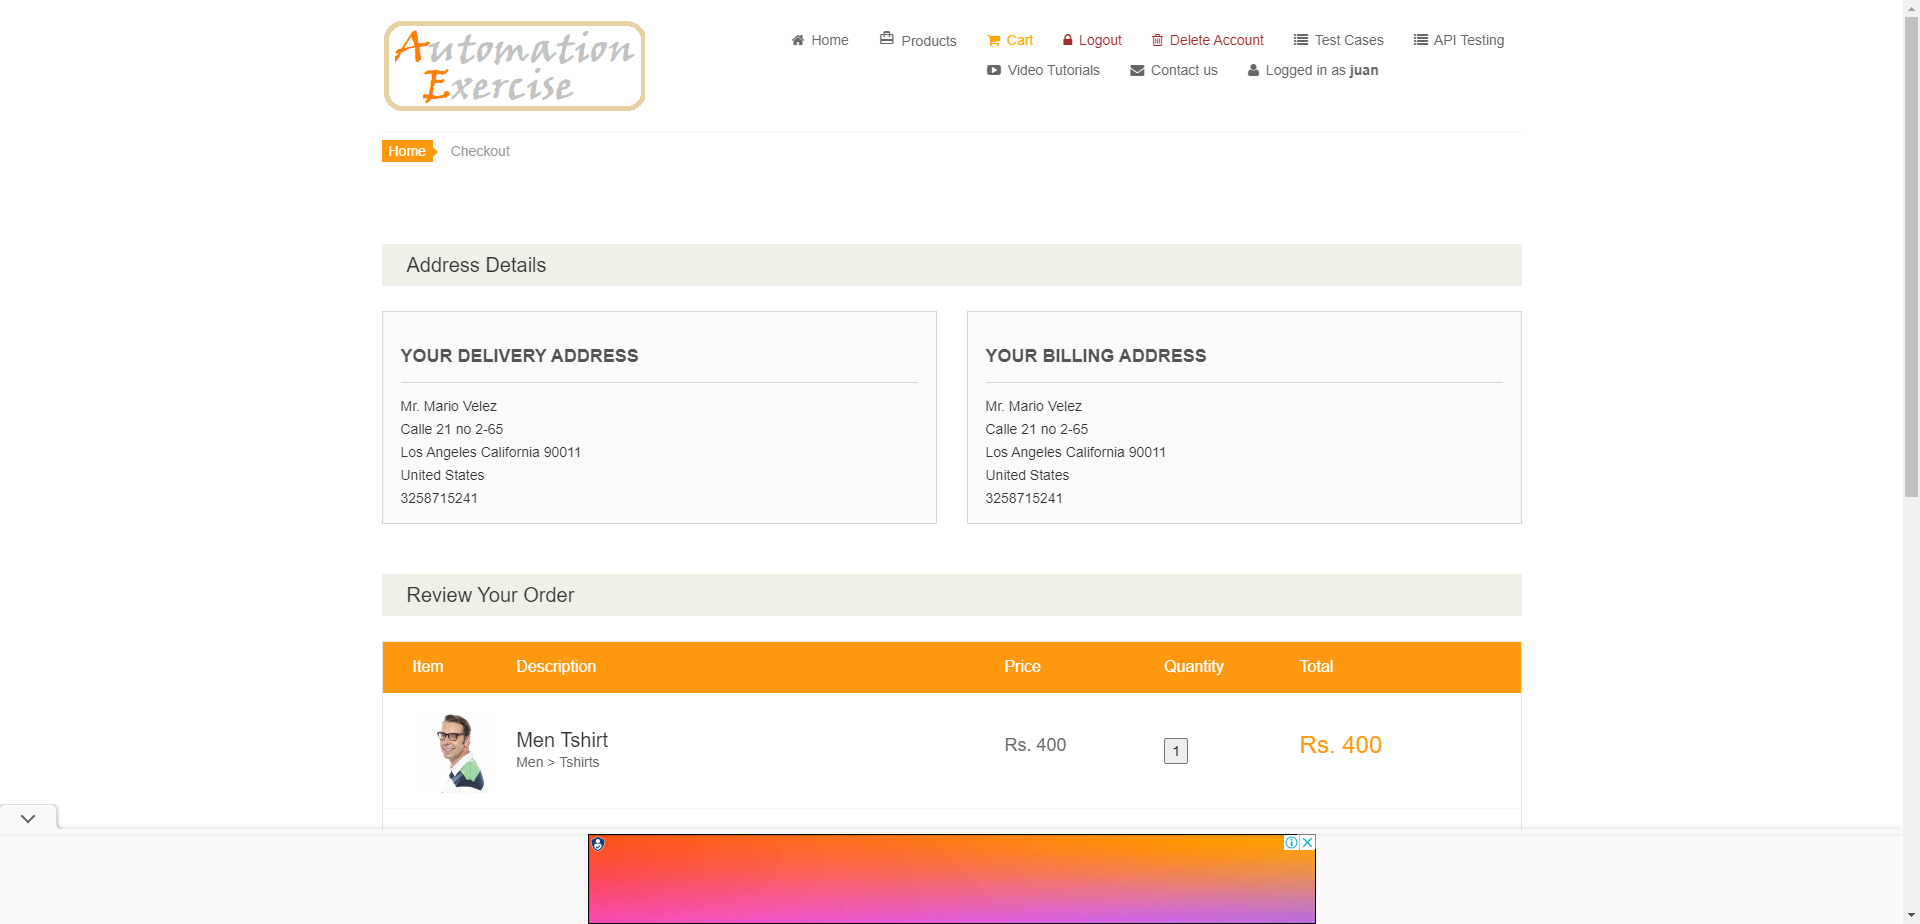 Automation
Exercise
Home
Products
Cart
Logout
Delete Account
Test Cases
API Testing
Video Tutorials
Contact us
Logged in as juan
Home
Checkout
Address Details
YOUR DELIVERY ADDRESS
Mr. Mario Velez
Calle 21 no 2-65
Los Angeles California 90011
United States
3258715241
YOUR BILLING ADDRESS
Mr. Mario Velez
Calle 21 no 2-65
Los Angeles California 90011
United States
3258715241
Review Your Order
Item Description Price Quantity Total
Men Tshirt
Men > Tshirts
Rs. 400
1
Rs. 400